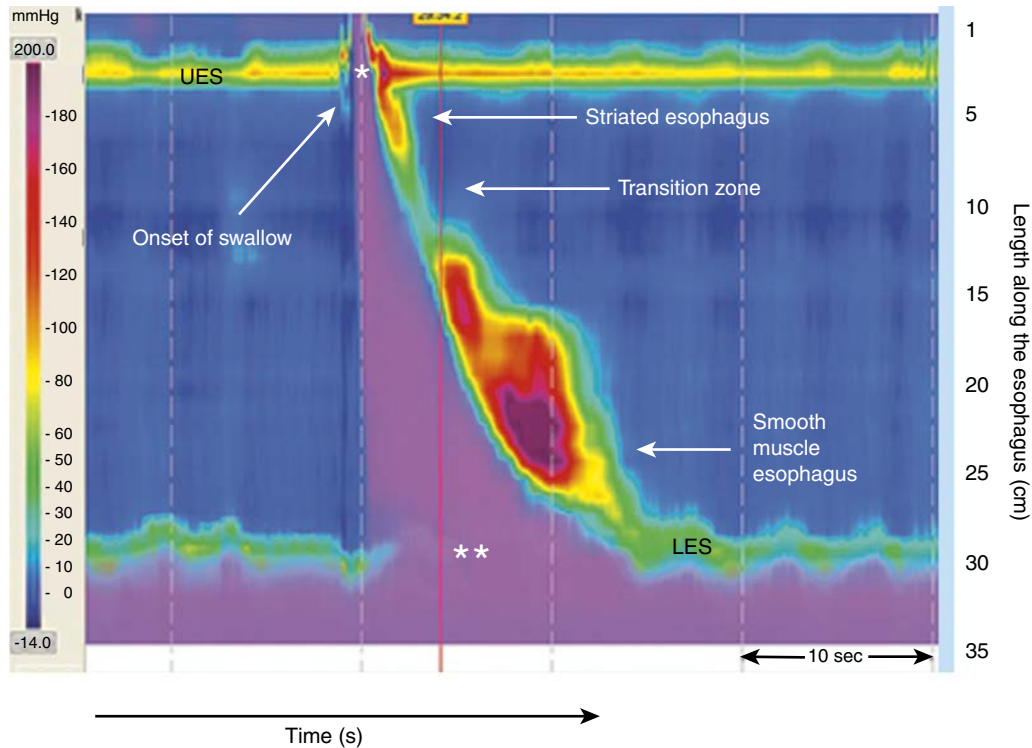 mmHg
200.0
-180
-160
-140
-120
-100
- 80
- 60
- 50
- 40
- 30
- 20
- 10
- 0
-14.0
UES
*
Onset of swallow
Striated esophagus
Transition zone
Smooth
muscle
esophagus
**
LES
10 sec
1
5
10
15
20
25
30
35
Length along the esophagus (cm)
Time (s)